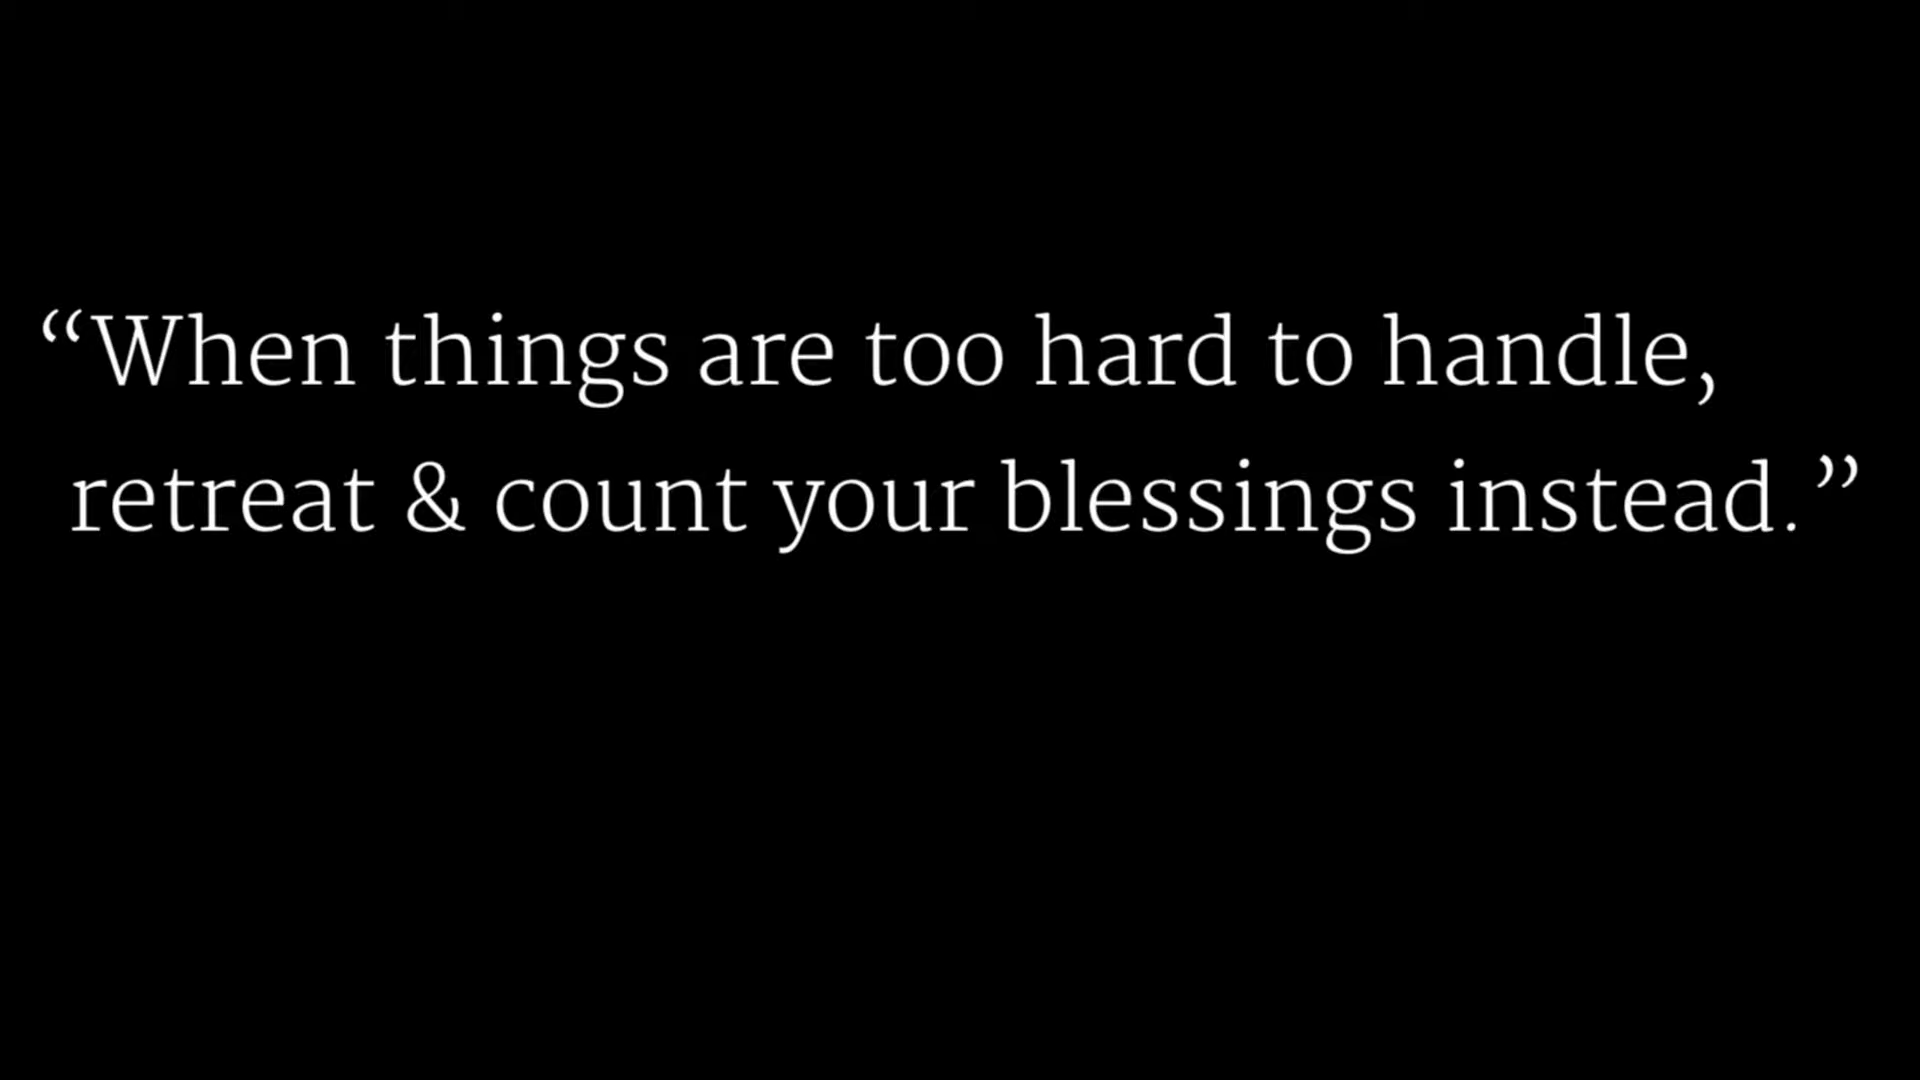 “When things are too hard to handle,
retreat & count your blessings instead.”